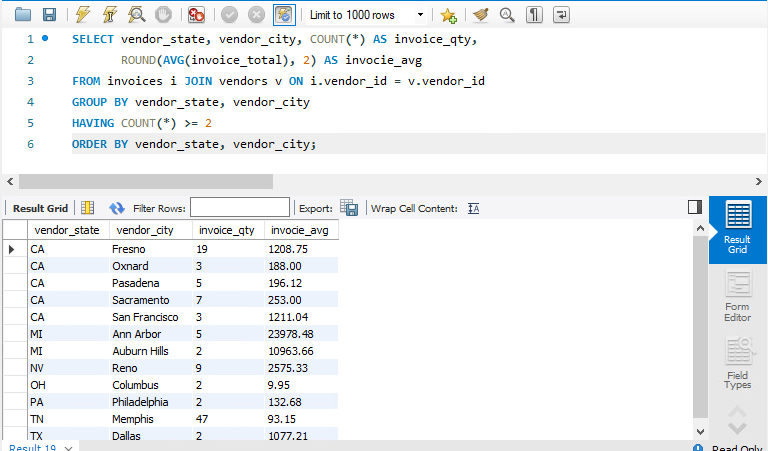 Limit to 1000 rows
1 SELECT vendor_state, vendor_city, COUNT(*) AS invoice_qty,
2 ROUND(AVG(invoice_total), 2) AS invocie_avg
3 FROM invoices i JOIN vendors v ON i.vendor_id = v.vendor_id
4 GROUP BY vendor_state, vendor_city
5 HAVING COUNT(*) >= 2
6 ORDER BY vendor_state, vendor_city;
Result Grid Filter Rows: Export: Wrap Cell Content:
vendor_state vendor_city invoice_qty invocie_avg
CA Fresno 19 1208.75
CA Oxnard 3 188.00
CA Pasadena 5 196.12
CA Sacramento 7 253.00
CA San Francisco 3 1211.04
MI Ann Arbor 5 23978.48
MI Auburn Hills 2 10963.66
NV Reno 9 2575.33
OH Columbus 2 9.95
PA Philadelphia 2 132.68
TN Memphis 47 93.15
TX Dallas 2 1077.21
Result
Grid
Form
Editor
Field
Types
Result 19
Read Only